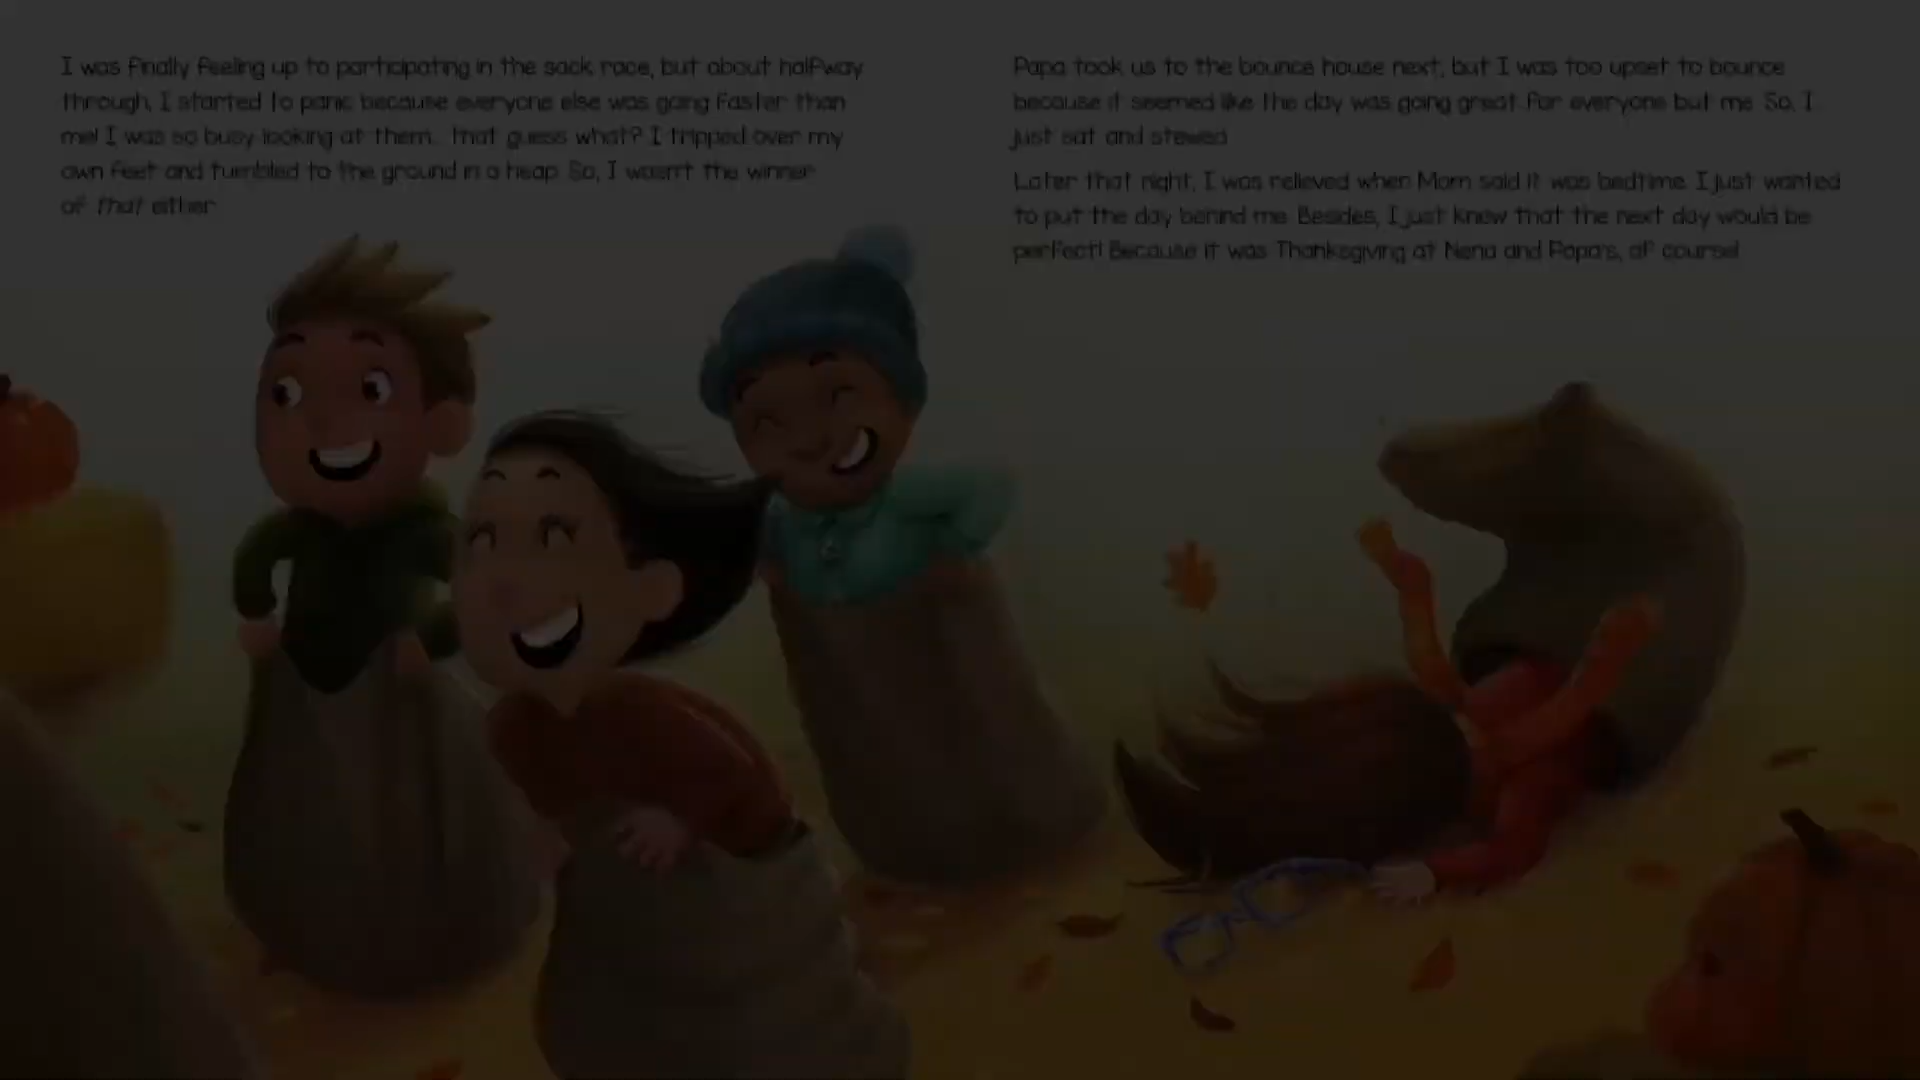 I was finally feeling up to participating in the sack race, but about halfway
through, I started to panic because everyone else was going faster than
me! I was so busy looking at them... that guess what? I tripped over my
own feet and tumbled to the ground in a heap. So, I wasn't the winner
of that either.
Papa took us to the bounce house next, but I was too upset to bounce
because it seemed like the day was going great for everyone but me. So, I
just sat and stewed.
Later that night, I was relieved when Mom said it was bedtime. I just wanted
to put the day behind me. Besides, I just knew that the next day would be
perfect! Because it was Thanksgiving at Nena and Papa's, of course!